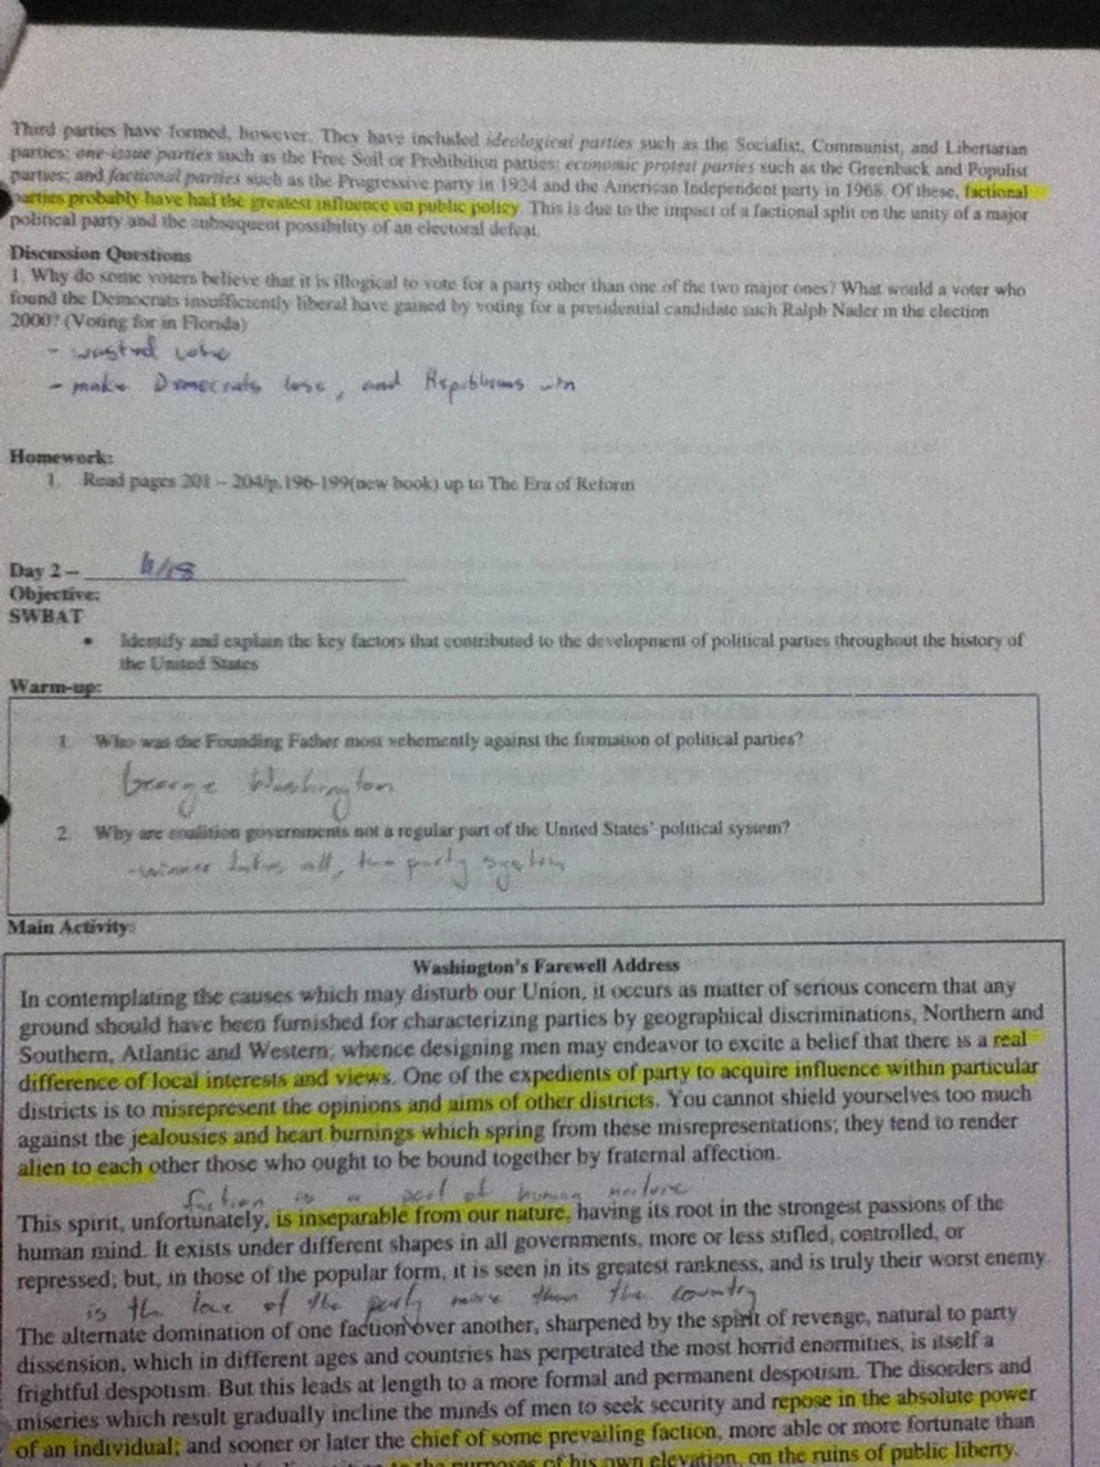 Third parties have formed, however. They have included ideological parties such as the Socialist, Communist, and Libertarian
parties; one-issue parties such as the Free Soil or Prohibition parties; economic protest parties such as the Greenback and Populist
parties; and factional parties such as the Progressive party in 1924 and the American Independent party in 1968. Of these, factional
parties probably have had the greatest influence on public policy. This is due to the impact of a factional split on the unity of a major
political party and the subsequent possibility of an electoral defeat.
Discussion Questions
1. Why do some voters believe that it is illogical to vote for a party other than one of the two major ones? What would a voter who
found the Democrats insufficiently liberal have gained by voting for a presidential candidate such Ralph Nader in the election
2000? (Voting for in Florida)
- wasted vote
- make Democrats lose, and Republicans win
Homework:
1. Read pages 201 – 204/p.196-199(new book) up to The Era of Reform
Day 2 –
Objective:
SWBAT
• Identify and explain the key factors that contributed to the development of political parties throughout the history of
the United States
Warm-up:
1. Who was the Founding Father most vehemently against the formation of political parties?
George Washington
2. Why are coalition governments not a regular part of the United States' political system?
-winner takes all, two party system
Main Activity:
Washington's Farewell Address
In contemplating the causes which may disturb our Union, it occurs as matter of serious concern that any
ground should have been furnished for characterizing parties by geographical discriminations, Northern and
Southern, Atlantic and Western; whence designing men may endeavor to excite a belief that there is a real
difference of local interests and views. One of the expedients of party to acquire influence within particular
districts is to misrepresent the opinions and aims of other districts. You cannot shield yourselves too much
against the jealousies and heart burnings which spring from these misrepresentations; they tend to render
alien to each other those who ought to be bound together by fraternal affection.
faction is a part of human nature
This spirit, unfortunately, is inseparable from our nature, having its root in the strongest passions of the
human mind. It exists under different shapes in all governments, more or less stifled, controlled, or
repressed; but, in those of the popular form, it is seen in its greatest rankness, and is truly their worst enemy.
is the love of the party more than the country
The alternate domination of one faction over another, sharpened by the spirit of revenge, natural to party
dissension, which in different ages and countries has perpetrated the most horrid enormities, is itself a
frightful despotism. But this leads at length to a more formal and permanent despotism. The disorders and
miseries which result gradually incline the minds of men to seek security and repose in the absolute power
of an individual; and sooner or later the chief of some prevailing faction, more able or more fortunate than
to the purposes of his own elevation, on the ruins of public liberty.